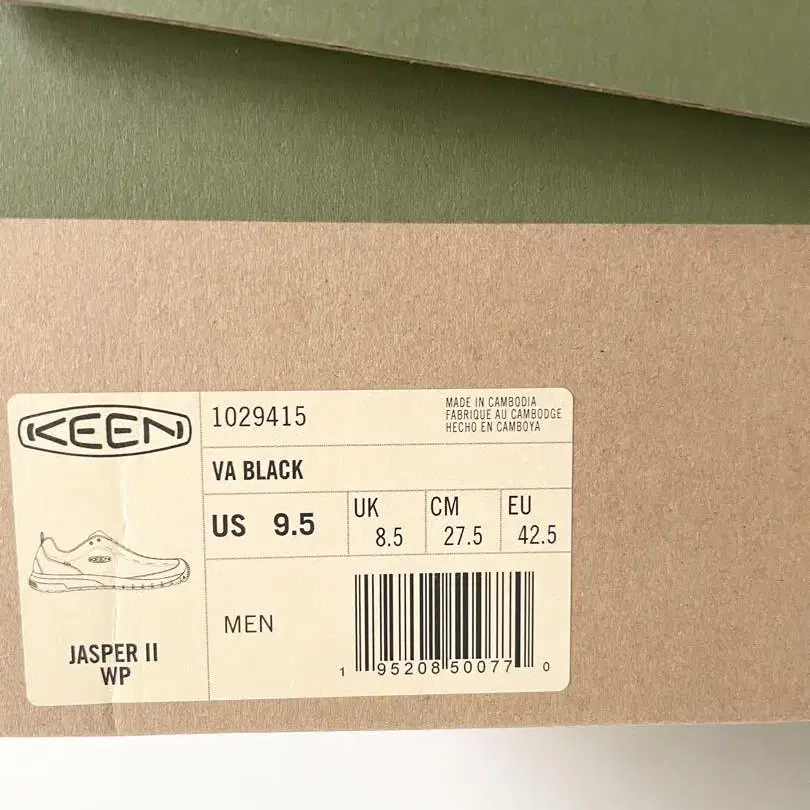 KEEN
1029415
MADE IN CAMBODIA
FABRIQUE AU CAMBODGE
HECHO EN CAMBOYA
VA BLACK
US 9.5
UK 8.5
CM 27.5
EU 42.5
KEEN
JASPER II
WP
MEN
1 95208 50077 0